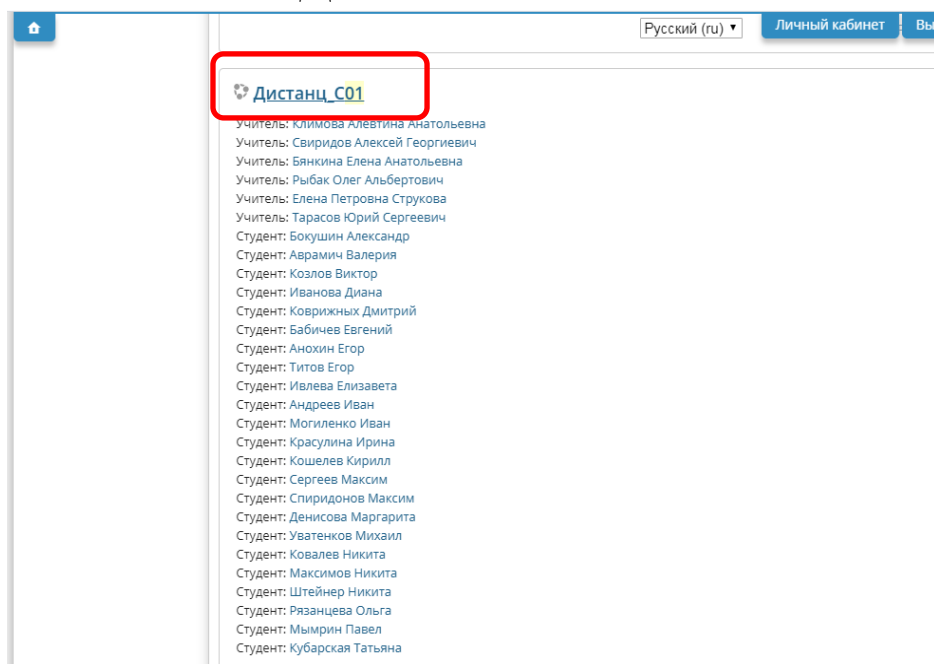 Русский (ru) Личный кабинет Вы
Дистанц_С01
Учитель: Климова Алевтина Анатольевна
Учитель: Свиридов Алексей Георгиевич
Учитель: Бянкина Елена Анатольевна
Учитель: Рыбак Олег Альбертович
Учитель: Елена Петровна Струкова
Учитель: Тарасов Юрий Сергеевич
Студент: Бокушин Александр
Студент: Аврамич Валерия
Студент: Козлов Виктор
Студент: Иванова Диана
Студент: Коврижных Дмитрий
Студент: Бабичев Евгений
Студент: Анохин Егор
Студент: Титов Егор
Студент: Ивлева Елизавета
Студент: Андреев Иван
Студент: Могиленко Иван
Студент: Красулина Ирина
Студент: Кошелев Кирилл
Студент: Сергеев Максим
Студент: Спиридонов Максим
Студент: Денисова Маргарита
Студент: Уватенков Михаил
Студент: Ковалев Никита
Студент: Максимов Никита
Студент: Штейнер Никита
Студент: Рязанцева Ольга
Студент: Мымрин Павел
Студент: Кубарская Татьяна